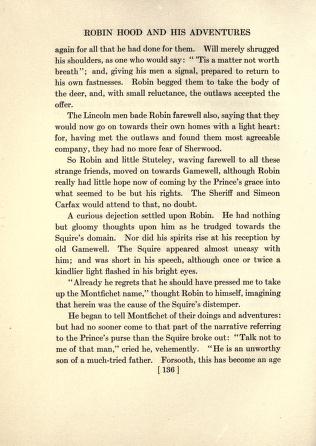 ROBIN HOOD AND HIS ADVENTURES
again for all that he had done for them. Will merely shrugged
his shoulders, as one who would say: "'Tis a matter not worth
breath"; and, giving his men a signal, prepared to return to
his own fastnesses. Robin begged them to take the body of
the deer, and, with small reluctance, the outlaws accepted the
offer.
The Lincoln men bade Robin farewell also, saying that they
would now go on towards their own homes with a light heart:
for, having met the outlaws and found them most agreeable
company, they had no more fear of Sherwood.
So Robin and little Stuteley, waving farewell to all these
strange friends, moved on towards Gamewell, although Robin
really had little hope now of coming by the Prince's grace into
what seemed to be but his rights. The Sheriff and Simeon
Carfax would attend to that, no doubt.
A curious dejection settled upon Robin. He had nothing
but gloomy thoughts upon him as he trudged towards the
Squire's domain. Nor did his spirits rise at his reception by
old Gamewell. The Squire appeared almost uneasy with
him; and was short in his speech, although once or twice a
kindlier light flashed in his bright eyes.
"Already he regrets that he should have pressed me to take
up the Montfichet name," thought Robin to himself, imagining
that herein was the cause of the Squire's distemper.
He began to tell Montfichet of their doings and adventures:
but had no sooner come to that part of the narrative referring
to the Prince's purse than the Squire broke out: "Talk not to
me of that man," cried he, vehemently. "He is an unworthy
son of a much-tried father. Forsooth, this has become an age
[ 136 ]